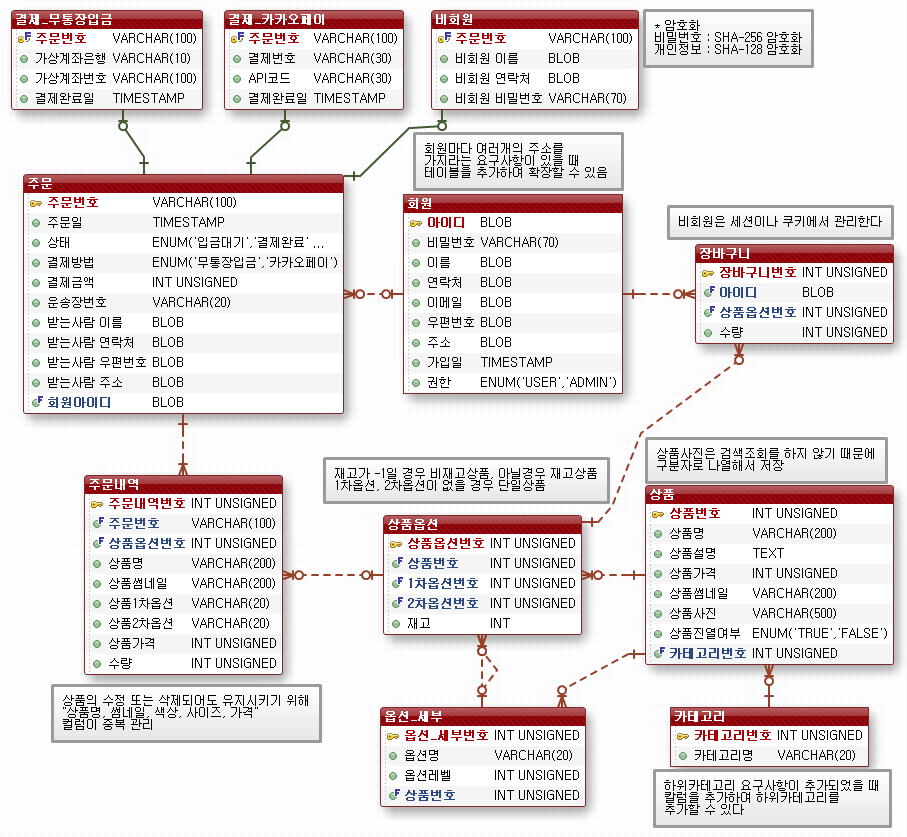 결제_무통장입금
주문번호 VARCHAR(100)
가상계좌은행 VARCHAR(10)
가상계좌번호 VARCHAR(100)
결제완료일 TIMESTAMP
결제_카카오페이
주문번호 VARCHAR(100)
결제번호 VARCHAR(30)
API코드 VARCHAR(30)
결제완료일 TIMESTAMP
비회원
주문번호 VARCHAR(100)
비회원 이름 BLOB
비회원 연락처 BLOB
비회원 비밀번호 VARCHAR(70)
* 암호화
비밀번호 : SHA-256 암호화
개인정보 : SHA-128 암호화
회원마다 여러개의 주소를
가지라는 요구사항이 있을 때
테이블을 추가하며 확장할 수 있음
주문
주문번호 VARCHAR(100)
주문일 TIMESTAMP
상태 ENUM('입금대기','결제완료' ...
결제방법 ENUM('무통장입금','카카오페이')
결제금액 INT UNSIGNED
운송장번호 VARCHAR(20)
받는사람 이름 BLOB
받는사람 연락처 BLOB
받는사람 우편번호 BLOB
받는사람 주소 BLOB
회원아이디 BLOB
회원
아이디 BLOB
비밀번호 VARCHAR(70)
이름 BLOB
연락처 BLOB
이메일 BLOB
우편번호 BLOB
주소 BLOB
가입일 TIMESTAMP
권한 ENUM('USER','ADMIN')
비회원은 세션이나 쿠키에서 관리한다
장바구니
장바구니번호 INT UNSIGNED
아이디 BLOB
상품옵션번호 INT UNSIGNED
수량 INT UNSIGNED
상품사진은 검색조회를 하지 않기 때문에
구분자로 나열해서 저장
재고가 -1일 경우 비재고상품, 아닐경우 재고상품
1차옵션, 2차옵션이 없을 경우 단일상품
주문내역
주문내역번호 INT UNSIGNED
주문번호 VARCHAR(100)
상품옵션번호 INT UNSIGNED
상품명 VARCHAR(200)
상품썸네일 VARCHAR(200)
상품1차옵션 VARCHAR(20)
상품2차옵션 VARCHAR(20)
상품가격 INT UNSIGNED
수량 INT UNSIGNED
상품옵션
상품옵션번호 INT UNSIGNED
상품번호 INT UNSIGNED
1차옵션번호 INT UNSIGNED
2차옵션번호 INT UNSIGNED
재고 INT
상품
상품번호 INT UNSIGNED
상품명 VARCHAR(200)
상품설명 TEXT
상품가격 INT UNSIGNED
상품썸네일 VARCHAR(200)
상품사진 VARCHAR(500)
상품진열여부 ENUM('TRUE','FALSE')
카테고리번호 INT UNSIGNED
상품의 수정 또는 삭제되어도 유지시키기 위해
"상품명, 썸네일, 색상, 사이즈, 가격"
컬럼이 중복 관리
옵션_세부
옵션_세부번호 INT UNSIGNED
옵션명 VARCHAR(20)
옵션레벨 INT UNSIGNED
상품번호 INT UNSIGNED
카테고리
카테고리번호 INT UNSIGNED
카테고리명 VARCHAR(20)
하위카테고리 요구사항이 추가되었을 때
칼럼을 추가하며 하위카테고리를
추가할 수 있다